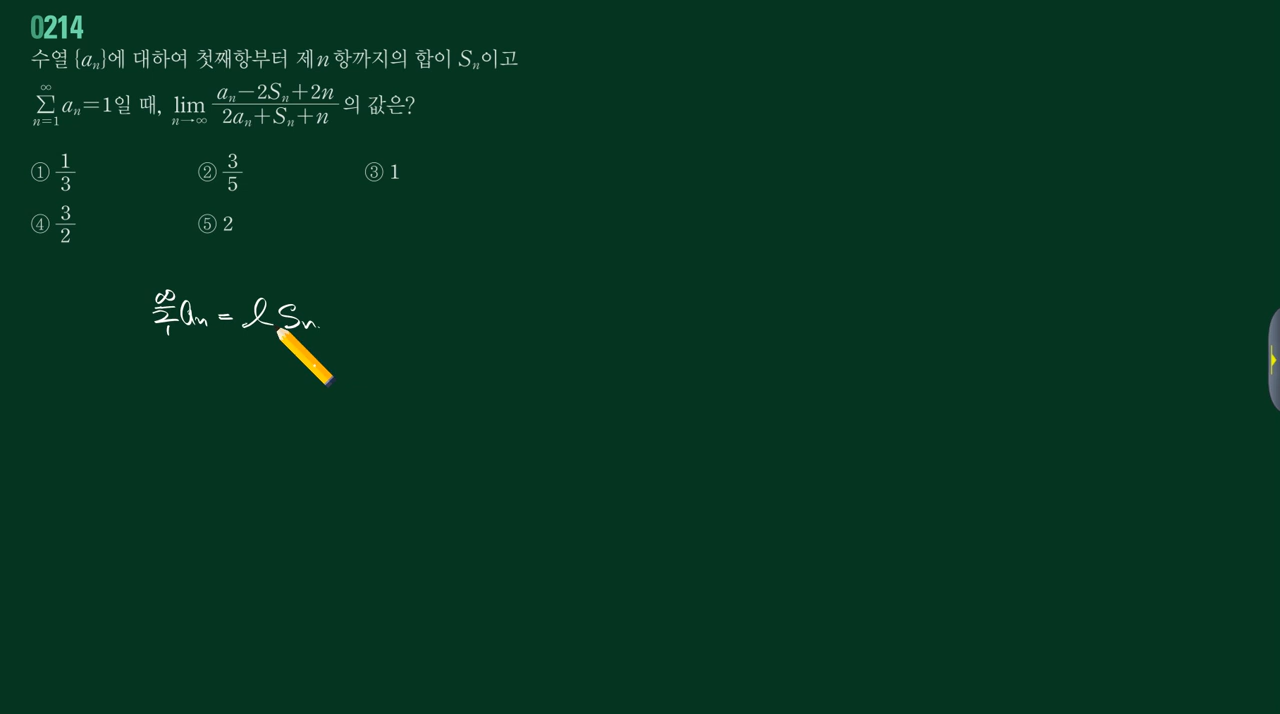 0214
수열 {aₙ}에 대하여 첫째항부터 제n항까지의 합이 Sₙ이고
∑_{n=1}^{∞} aₙ=1일 때, lim_{n→∞} (aₙ−2Sₙ+2n)/(2aₙ+Sₙ+n)의 값은?
① 1/3 ② 3/5 ③ 1
④ 3/2 ⑤ 2
∑_{1}^{∞} aₙ = l Sₙ.